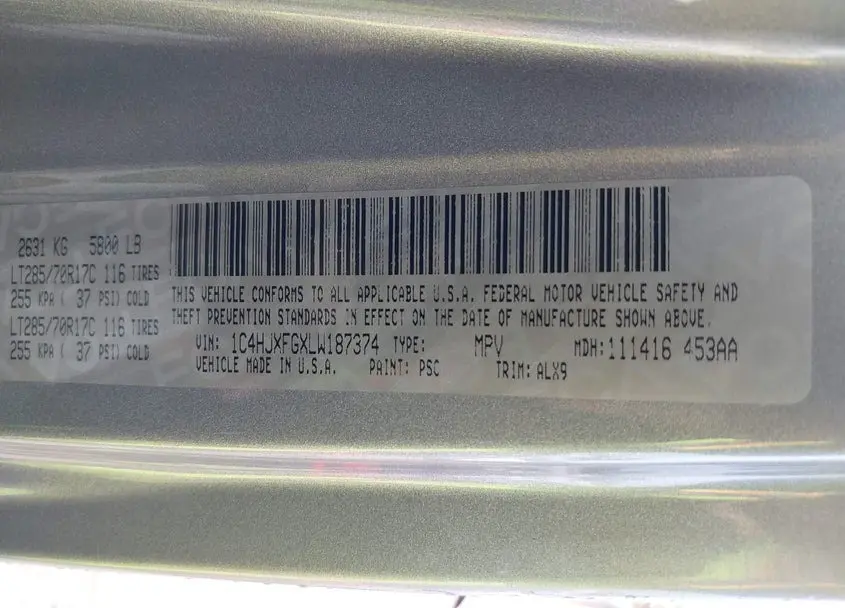 2631 KG 5800 LB
LT285/70R17C 116 TIRES
255 KPA ( 37 PSI) COLD
LT285/70R17C 116 TIRES
255 KPA ( 37 PSI) COLD
THIS VEHICLE CONFORMS TO ALL APPLICABLE U.S.A. FEDERAL MOTOR VEHICLE SAFETY AND
THEFT PREVENTION STANDARDS IN EFFECT ON THE DATE OF MANUFACTURE SHOWN ABOVE.
VIN: 1C4HJXFGXLW187374 TYPE: MPV MDH:111416 453AA
VEHICLE MADE IN U.S.A. PAINT: PSC TRIM: ALX9